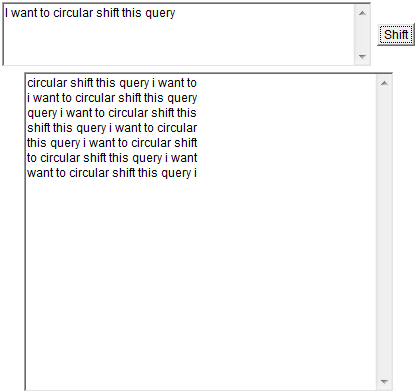 I want to circular shift this query
Shift
circular shift this query i want to
i want to circular shift this query
query i want to circular shift this
shift this query i want to circular
this query i want to circular shift
to circular shift this query i want
want to circular shift this query i